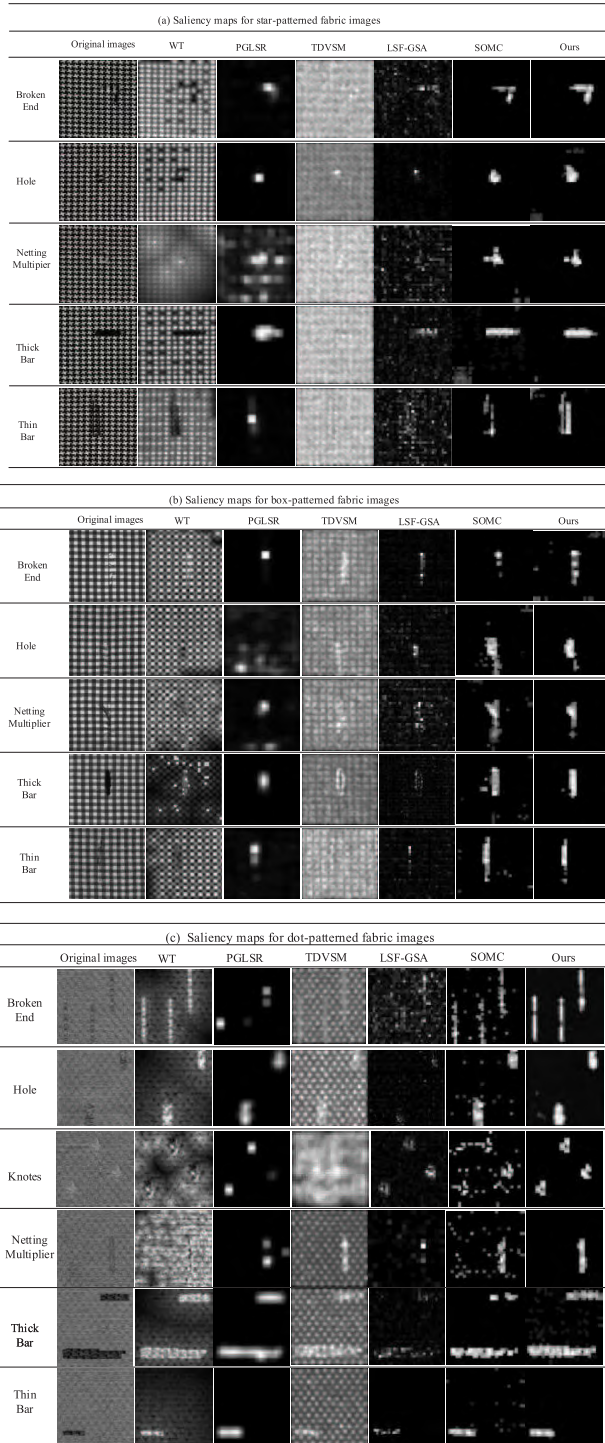 (a) Saliency maps for star-patterned fabric images
Original images WT PGLSR TDVSM LSF-GSA SOMC Ours
Broken
End
Hole
Netting
Multipier
Thick
Bar
Thin
Bar
(b) Saliency maps for box-patterned fabric images
Original images WT PGLSR TDVSM LSF-GSA SOMC Ours
Broken
End
Hole
Netting
Multiplier
Thick
Bar
Thin
Bar
(c) Saliency maps for dot-patterned fabric images
Original images WT PGLSR TDVSM LSF-GSA SOMC Ours
Broken
End
Hole
Knotes
Netting
Multiplier
Thick
Bar
Thin
Bar